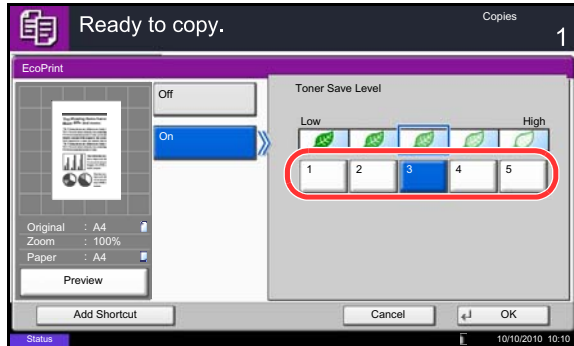 Ready to copy.
Copies
1
EcoPrint
Off
On
Toner Save Level
Low
High
1 2 3 4 5
Original : A4
Zoom : 100%
Paper : A4
Preview
Add Shortcut
Cancel
OK
Status
10/10/2010 10:10